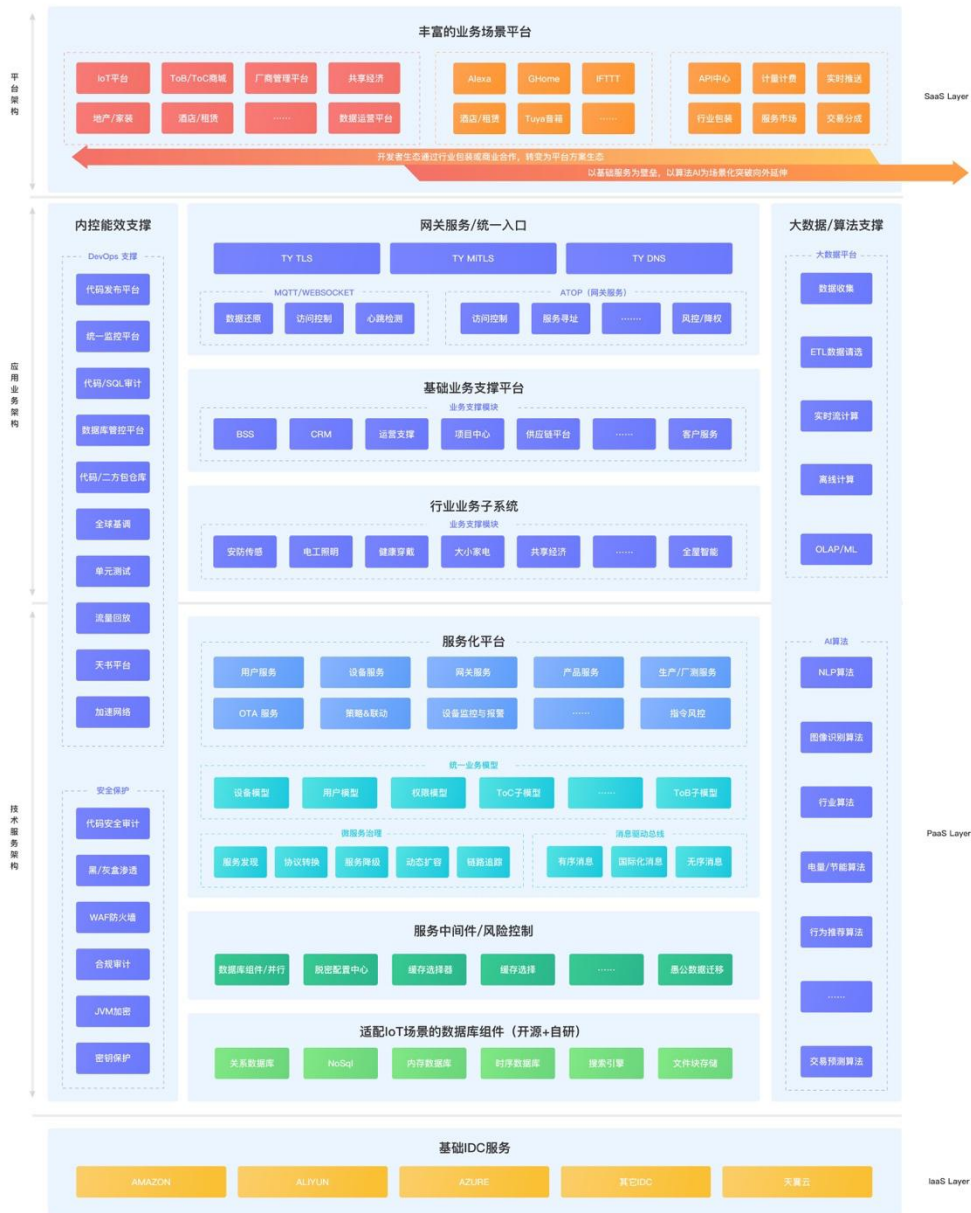 丰富的业务场景平台
平台架构
SaaS Layer
IoT平台 ToB/ToC商城 厂商管理平台 共享经济
地产/家装 酒店/租赁 …… 数据运营平台
Alexa GHome IFTTT
酒店/租赁 Tuya音箱 ……
API中心 计量计费 实时推送
行业包装 服务市场 交易分成
开发者生态通过行业包装或商业合作，转变为平台方案生态
以基础服务为壁垒，以算法AI为场景化突破向外延伸
应用业务架构
内控能效支撑
DevOps 支撑
代码发布平台
统一监控平台
代码/SQL审计
数据库管控平台
代码/二方包仓库
全球基调
单元测试
流量回放
天书平台
加速网络
安全保护
代码安全审计
黑/灰盒渗透
WAF防火墙
合规审计
JVM加密
密钥保护
网关服务/统一入口
TY TLS TY MiTLS TY DNS
MQTT/WEBSOCKET
数据还原 访问控制 心跳检测
ATOP（网关服务）
访问控制 服务寻址 …… 风控/降权
基础业务支撑平台
业务支撑模块
BSS CRM 运营支撑 项目中心 供应链平台 …… 客户服务
行业业务子系统
业务支撑模块
安防传感 电工照明 健康穿戴 大小家电 共享经济 …… 全屋智能
技术服务架构
服务化平台
用户服务 设备服务 网关服务 产品服务 生产/厂测服务
OTA 服务 策略&联动 设备监控与报警 …… 指令风控
统一业务模型
设备模型 用户模型 权限模型 ToC子模型 …… ToB子模型
微服务治理
服务发现 协议转换 服务降级 动态扩容 链路追踪
消息驱动总线
有序消息 国际化消息 无序消息
服务中间件/风险控制
数据库组件/并行 脱密配置中心 缓存选择器 缓存选择 …… 愚公数据迁移
适配IoT场景的数据库组件（开源+自研）
关系数据库 NoSql 内存数据库 时序数据库 搜索引擎 文件块存储
大数据/算法支撑
大数据平台
数据收集
ETL数据清选
实时流计算
离线计算
OLAP/ML
AI算法
NLP算法
图像识别算法
行业算法
电量/节能算法
行为推荐算法
……
交易预测算法
PaaS Layer
基础IDC服务
AMAZON ALIYUN AZURE 其它IDC 天翼云
IaaS Layer